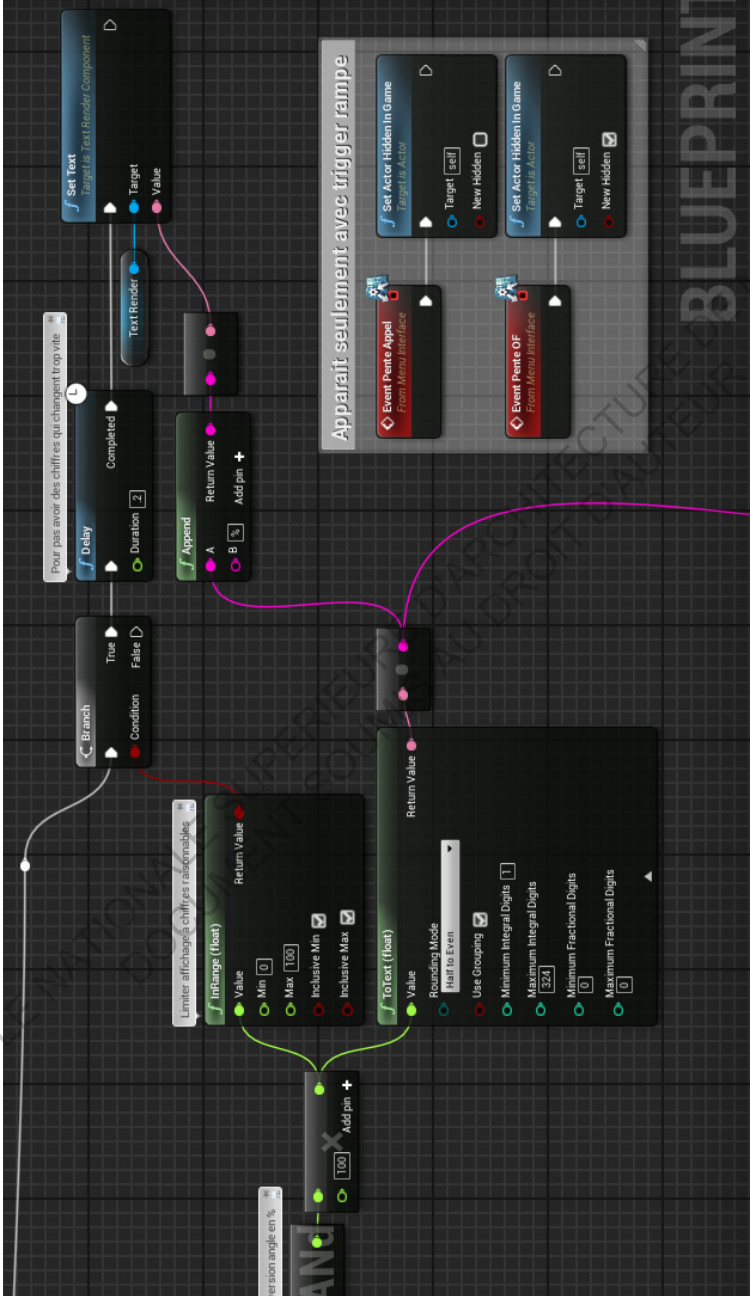 Branch
True
Condition
False
Pour pas avoir des chiffres qui changent trop vite
Delay
Completed
Duration .2
Set Text
Target is Text Render Component
Target
Value
Text Render
Append
A
Return Value
B %
Add pin +
Limiter affichage à chiffres raisonnables
InRange (float)
Value
Return Value
Min 0
Max 100
Inclusive Min
Inclusive Max
version angle en %
ANd
100
Add pin +
ToText (float)
Value
Return Value
Rounding Mode
Half to Even
Use Grouping
Minimum Integral Digits 1
Maximum Integral Digits
324
Minimum Fractional Digits
0
Maximum Fractional Digits
0
Apparait seulement avec trigger rampe
Event Pente Appel
From Menu Interface
Set Actor Hidden In Game
Target is Actor
Target self
New Hidden
Event Pente OF
From Menu Interface
Set Actor Hidden In Game
Target is Actor
Target self
New Hidden
BLUEPRINT